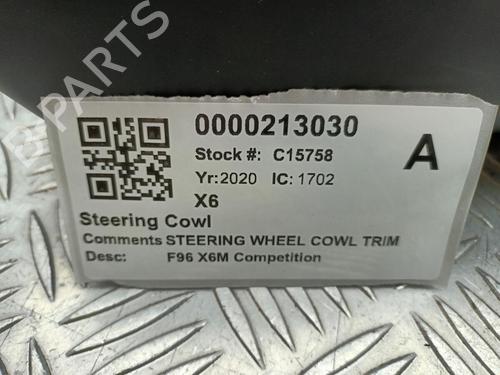 B PARTS
0000213030
Stock #: C15758
A
Yr: 2020 IC: 1702
X6
Steering Cowl
Comments STEERING WHEEL COWL TRIM
Desc: F96 X6M Competition